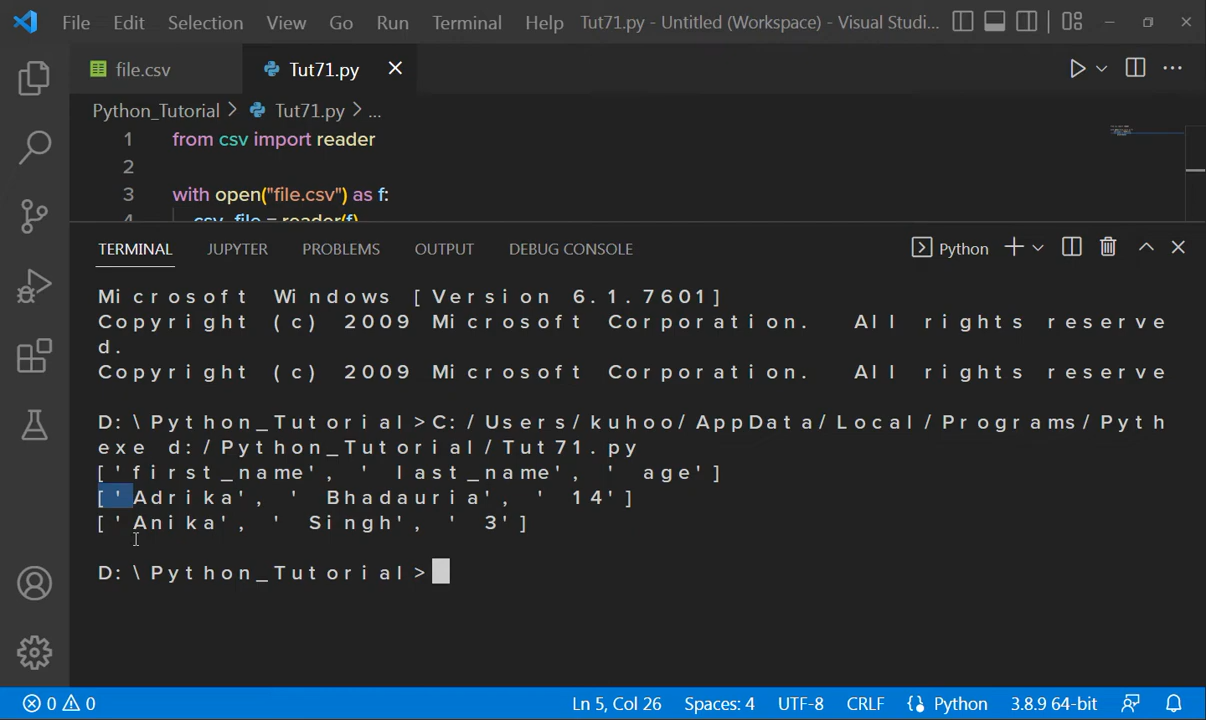 File Edit Selection View Go Run Terminal Help Tut71.py - Untitled (Workspace) - Visual Studi...
file.csv Tut71.py
Python_Tutorial > Tut71.py > ...
1 from csv import reader
2
3 with open("file.csv") as f:
4 csv_file = reader(f)
TERMINAL JUPYTER PROBLEMS OUTPUT DEBUG CONSOLE Python
Microsoft Windows [Version 6.1.7601]
Copyright (c) 2009 Microsoft Corporation. All rights reserve
d.
Copyright (c) 2009 Microsoft Corporation. All rights reserve
D:\Python_Tutorial>C:/Users/kuhoo/AppData/Local/Programs/Pyth
exe d:/Python_Tutorial/Tut71.py
['first_name', ' last_name', ' age']
['Adrika', ' Bhadauria', ' 14']
['Anika', ' Singh', ' 3']
D:\Python_Tutorial>
0 0 Ln 5, Col 26 Spaces: 4 UTF-8 CRLF Python 3.8.9 64-bit